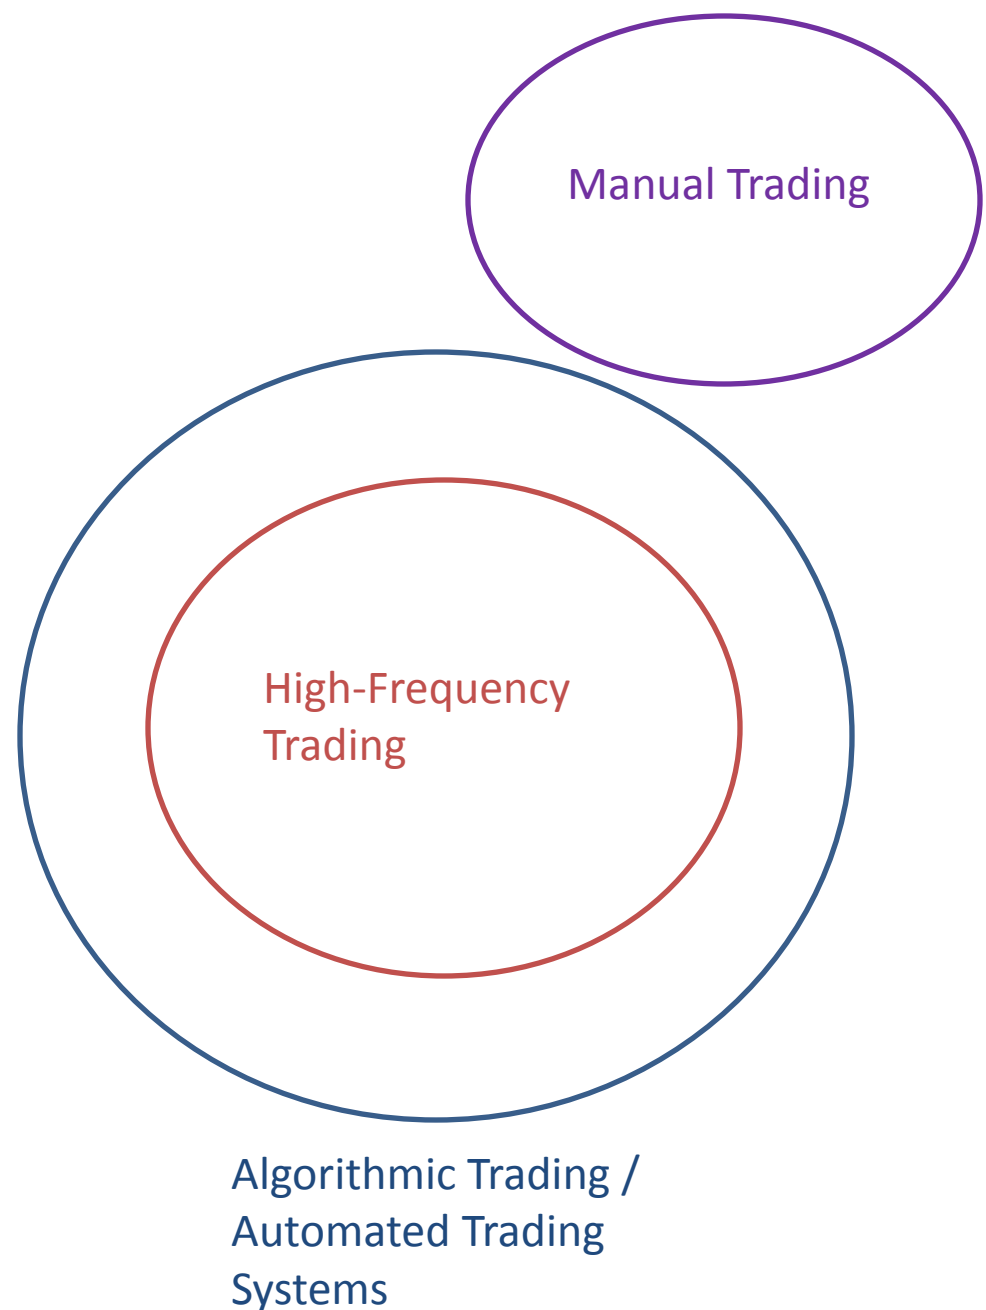 Manual Trading
High-Frequency
Trading
Algorithmic Trading /
Automated Trading
Systems